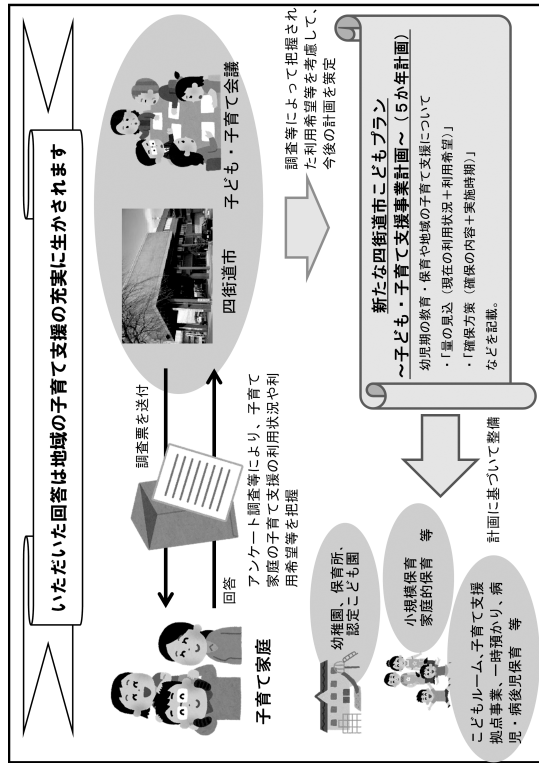 いただいた回答は地域の子育て支援の充実に生かされます
子育て家庭
回答
調査票を送付
アンケート調査等により、子育て
家庭の子育て支援の利用状況や利
用希望等を把握
四街道市
子ども・子育て会議
調査等によって把握され
た利用希望等を考慮して、
今後の計画を策定
新たな四街道市こどもプラン
～子ども・子育て支援事業計画～（５か年計画）
幼児期の教育・保育や地域の子育て支援について
・「量の見込（現在の利用状況＋利用希望）」
・「確保方策（確保の内容＋実施時期）」
などを記載。
計画に基づいて整備
幼稚園、保育所、
認定こども園
小規模保育
家庭的保育　等
こどもルーム、子育て支援
拠点事業、一時預かり、病
児・病後児保育　等